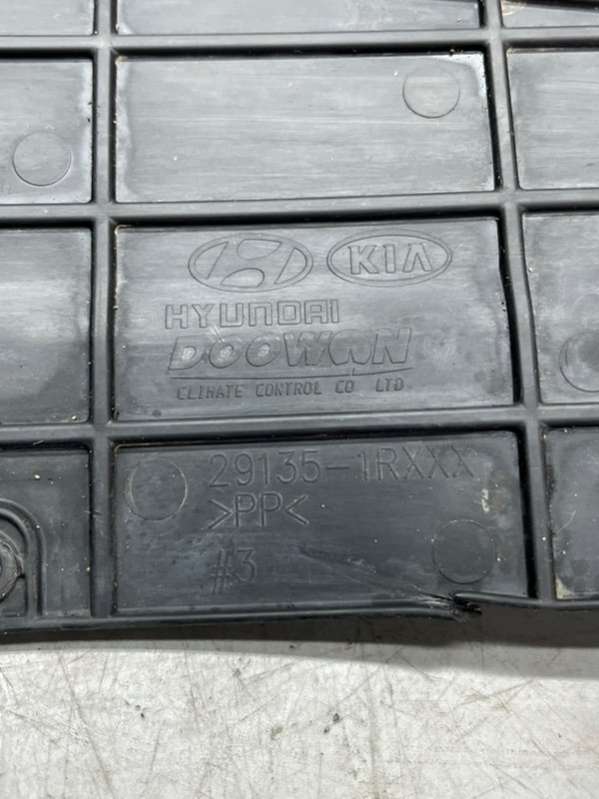 KIA
HYUNDAI
DOOWON
CLIMATE CONTROL CO LTD
29135-1RXXX
>PP<
#3